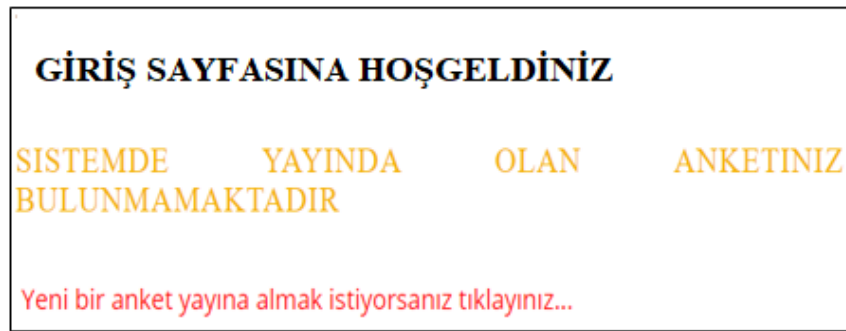 GİRİŞ SAYFASINA HOŞGELDİNİZ
SISTEMDE YAYINDA OLAN ANKETINIZ
BULUNMAMAKTADIR
Yeni bir anket yayına almak istiyorsanız tıklayınız...